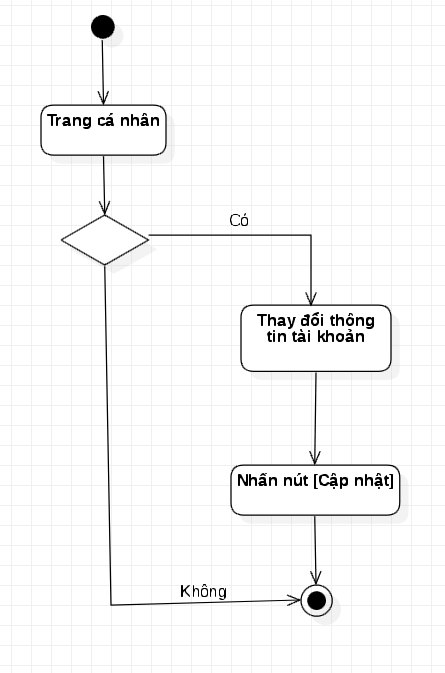 Trang cá nhân
Có
Thay đổi thông
tin tài khoản
Nhấn nút [Cập nhật]
Không